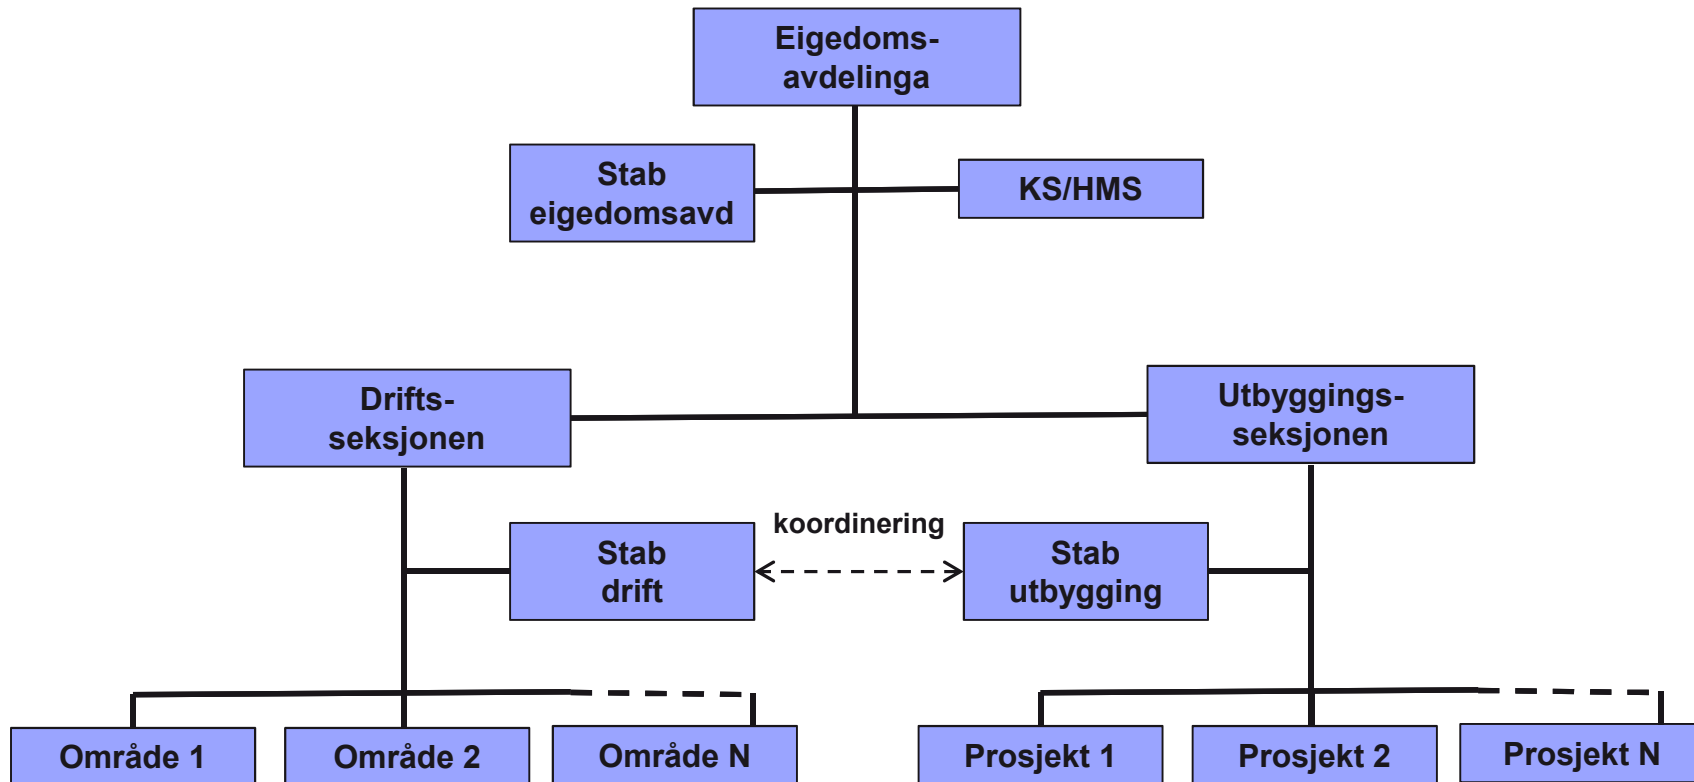 Eigedoms-
avdelinga
Stab
eigedomsavd
KS/HMS
Drifts-
seksjonen
Utbyggings-
seksjonen
koordinering
Stab
drift
Stab
utbygging
Område 1
Område 2
Område N
Prosjekt 1
Prosjekt 2
Prosjekt N